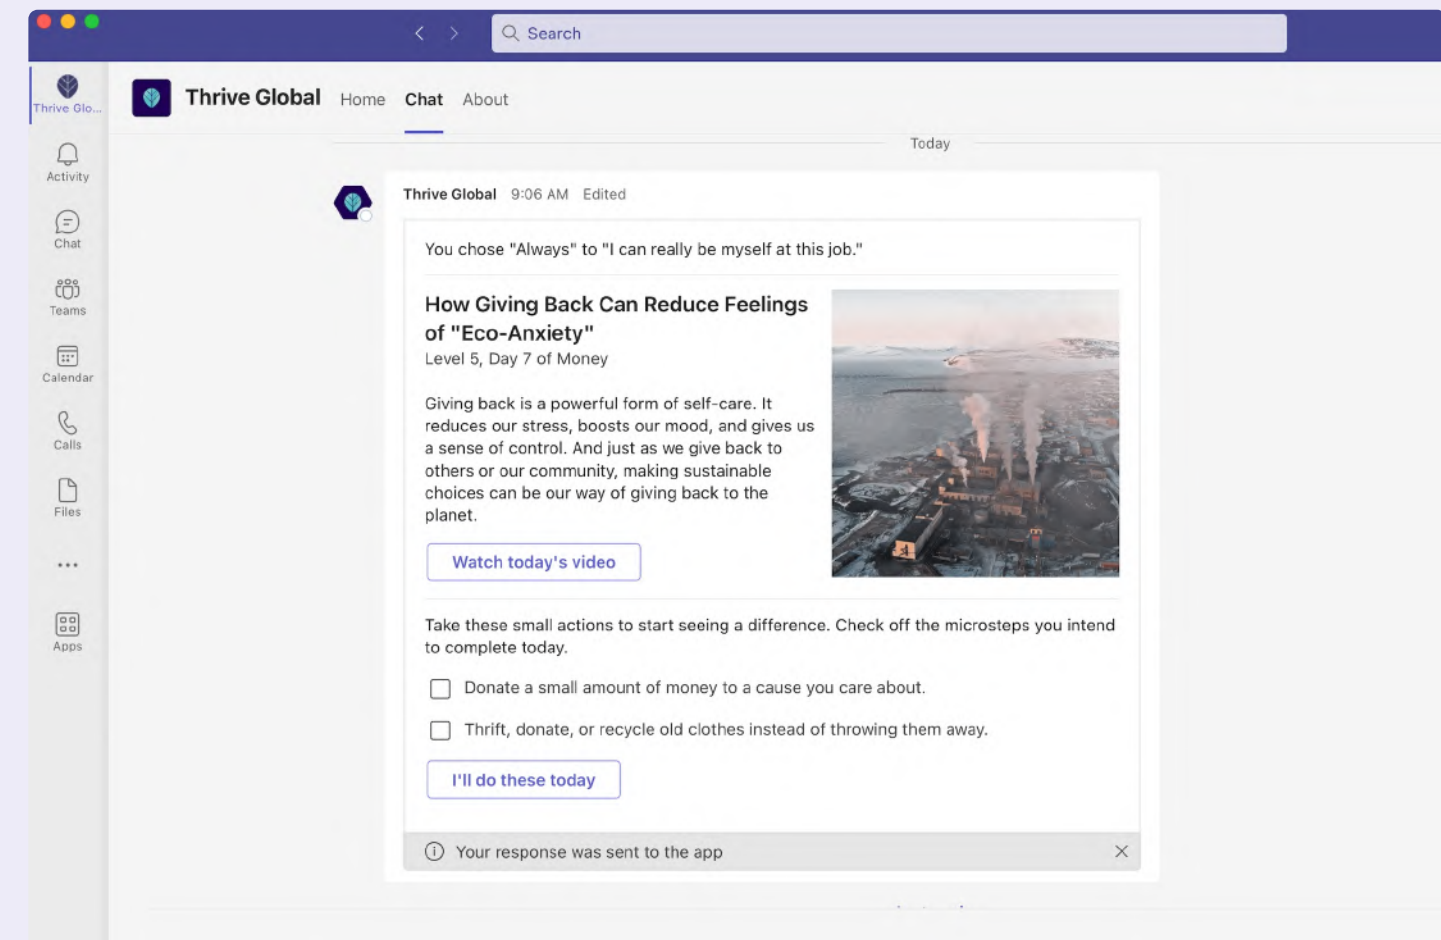 Search
Thrive Glo...
Activity
Chat
Teams
Calendar
Calls
Files
Apps
Thrive Global Home Chat About
Today
Thrive Global 9:06 AM Edited
You chose "Always" to "I can really be myself at this job."
How Giving Back Can Reduce Feelings
of "Eco-Anxiety"
Level 5, Day 7 of Money
Giving back is a powerful form of self-care. It
reduces our stress, boosts our mood, and gives us
a sense of control. And just as we give back to
others or our community, making sustainable
choices can be our way of giving back to the
planet.
Watch today's video
Take these small actions to start seeing a difference. Check off the microsteps you intend
to complete today.
Donate a small amount of money to a cause you care about.
Thrift, donate, or recycle old clothes instead of throwing them away.
I'll do these today
Your response was sent to the app